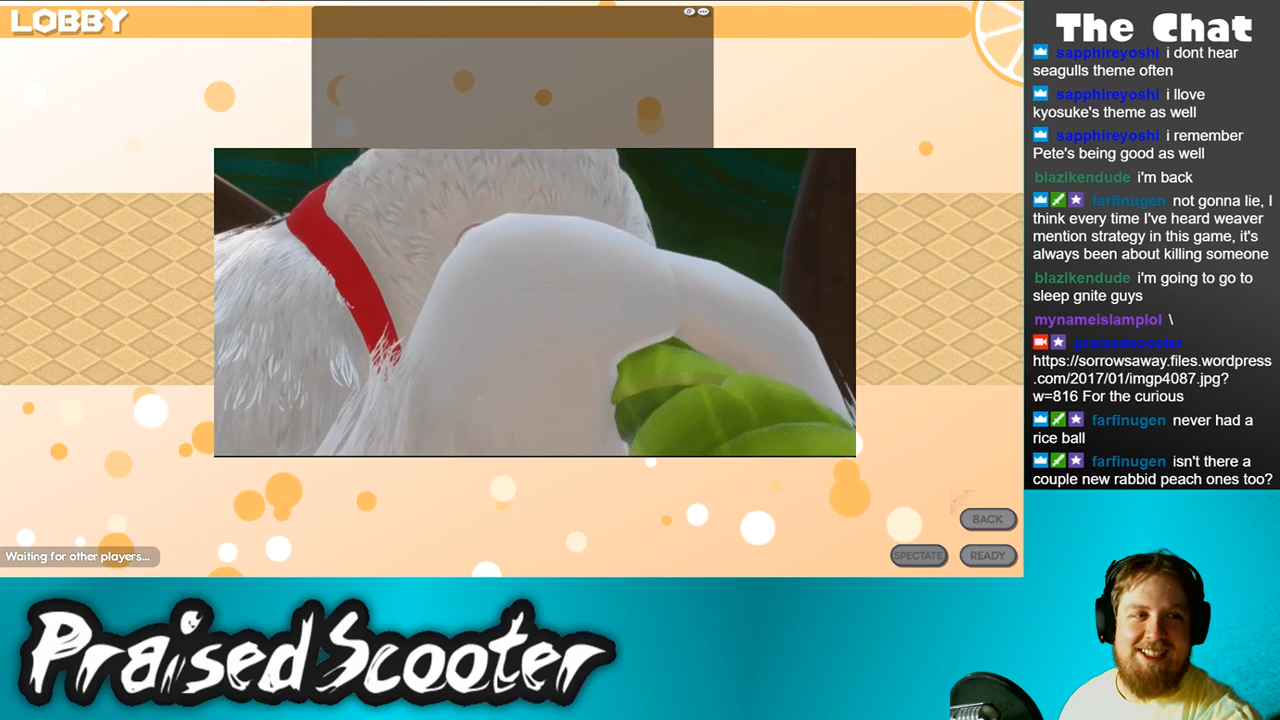 LOBBY
The Chat
sapphireyoshi i dont hear
seagulls theme often
sapphireyoshi i llove
kyosuke's theme as well
sapphireyoshi i remember
Pete's being good as well
blazikendude i'm back
farfinugen not gonna lie, I
think every time I've heard weaver
mention strategy in this game, it's
always been about killing someone
blazikendude i'm going to go to
sleep gnite guys
mynameislamplol \
praisedscooter
https://sorrowsaway.files.wordpress
.com/2017/01/imgp4087.jpg?
w=816 For the curious
farfinugen never had a
rice ball
farfinugen isn't there a
couple new rabbid peach ones too?
BACK
Waiting for other players...
SPECTATE
READY
PraisedScooter